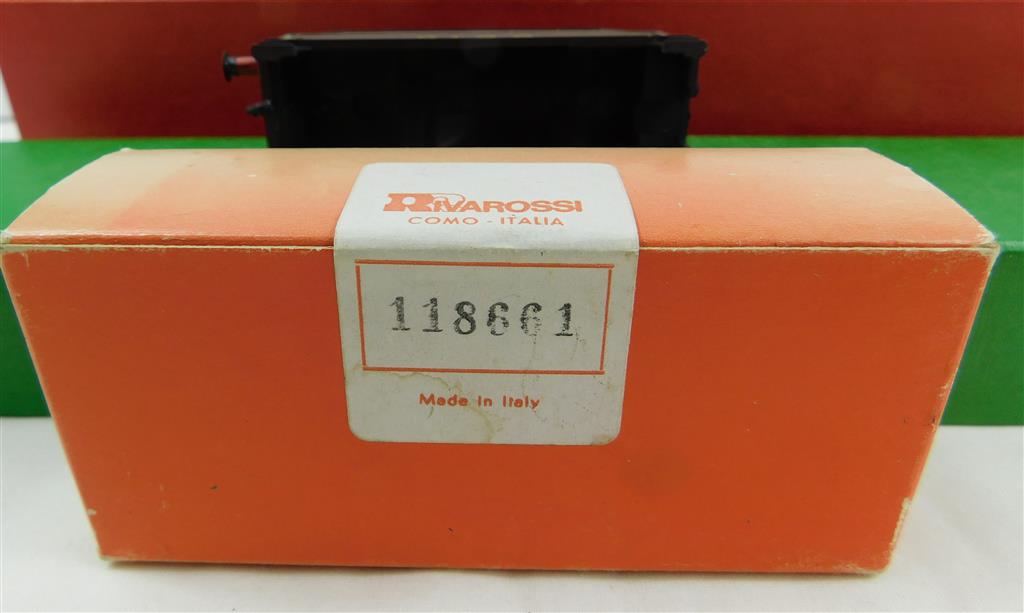 RIVAROSSI
COMO - ITALIA
118661
Made in Italy